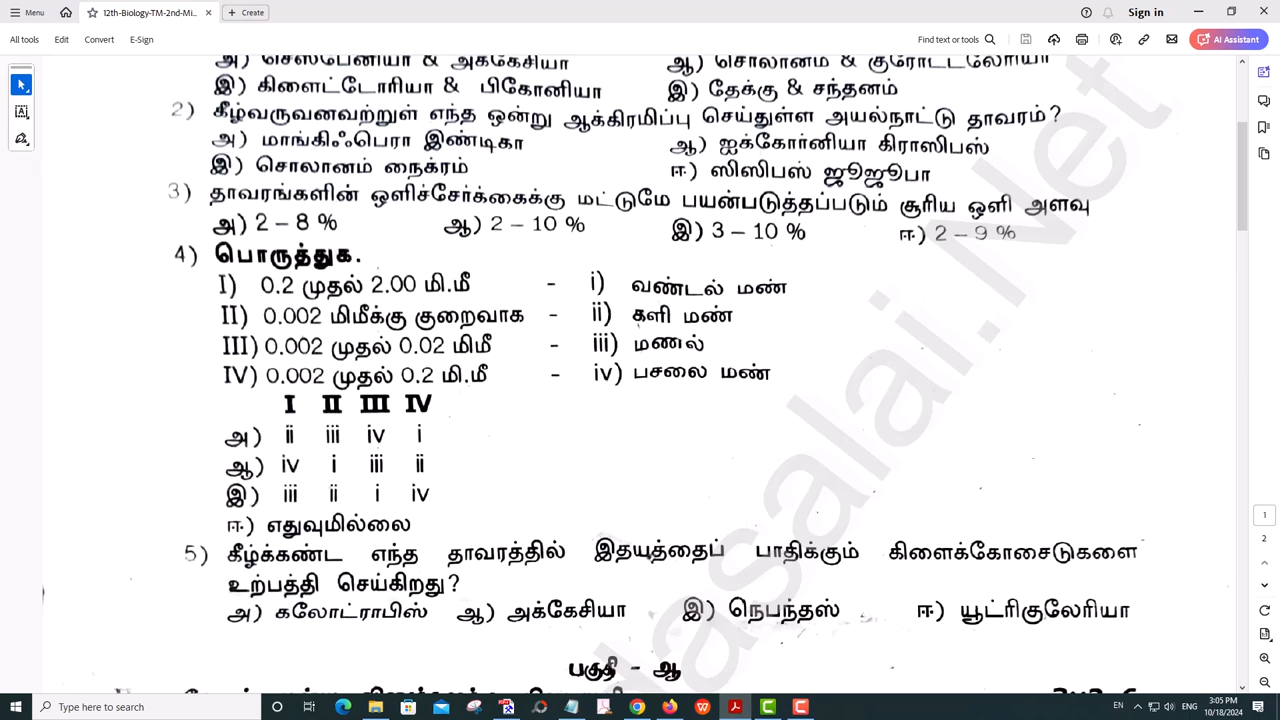 Menu
12th-Biology-TM-2nd-Mi...
Create
Sign in
All tools Edit Convert E-Sign
Find text or tools
AI Assistant
அ) செஸ்பேனியா & அக்கேசியா ஆ) சொலானம் & குரோட்டலேரியா
இ) கிளைட்டோரியா & பிகோனியா இ) தேக்கு & சந்தனம்
2) கீழ்வருவனவற்றுள் எந்த ஒன்று ஆக்கிரமிப்பு செய்துள்ள அயல்நாட்டு தாவரம்?
அ) மாங்கிஃபெரா இண்டிகா ஆ) ஐக்கோர்னியா கிராஸிபஸ்
இ) சொலானம் நைக்ரம் ஈ) ஸிஸிபஸ் ஜூஜூபா
3) தாவரங்களின் ஒளிச்சேர்க்கைக்கு மட்டுமே பயன்படுத்தப்படும் சூரிய ஒளி அளவு
அ) 2 – 8 % ஆ) 2 – 10 % இ) 3 – 10 % ஈ) 2 – 9 %
4) பொருத்துக.
I) 0.2 முதல் 2.00 மி.மீ - i) வண்டல் மண்
II) 0.002 மிமீக்கு குறைவாக - ii) களி மண்
III) 0.002 முதல் 0.02 மிமீ - iii) மணல்
IV) 0.002 முதல் 0.2 மி.மீ - iv) பசலை மண்
I II III IV
அ) ii iii iv i
ஆ) iv i iii ii
இ) iii ii i iv
ஈ) எதுவுமில்லை
5) கீழ்க்கண்ட எந்த தாவரத்தில் இதயத்தைப் பாதிக்கும் கிளைக்கோசைடுகளை
உற்பத்தி செய்கிறது?
அ) கலோட்ராபிஸ் ஆ) அக்கேசியா இ) நெபந்தஸ் ஈ) யூட்ரிகுலேரியா
பகுதி - ஆ
1
2
Type here to search
EN
ENG
3:05 PM
10/18/2024